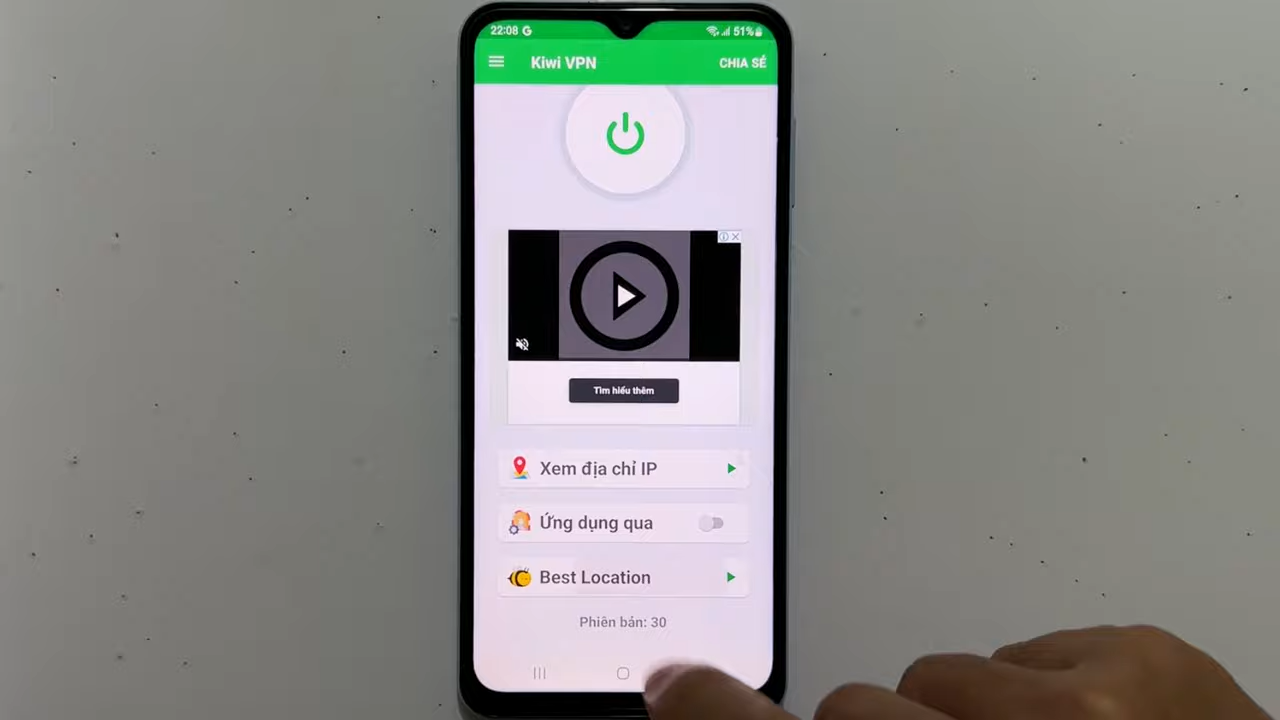 22:08 G 51%
Kiwi VPN CHIA SẺ
Tìm hiểu thêm
Xem địa chỉ IP
Ứng dụng qua
Best Location
Phiên bản: 30